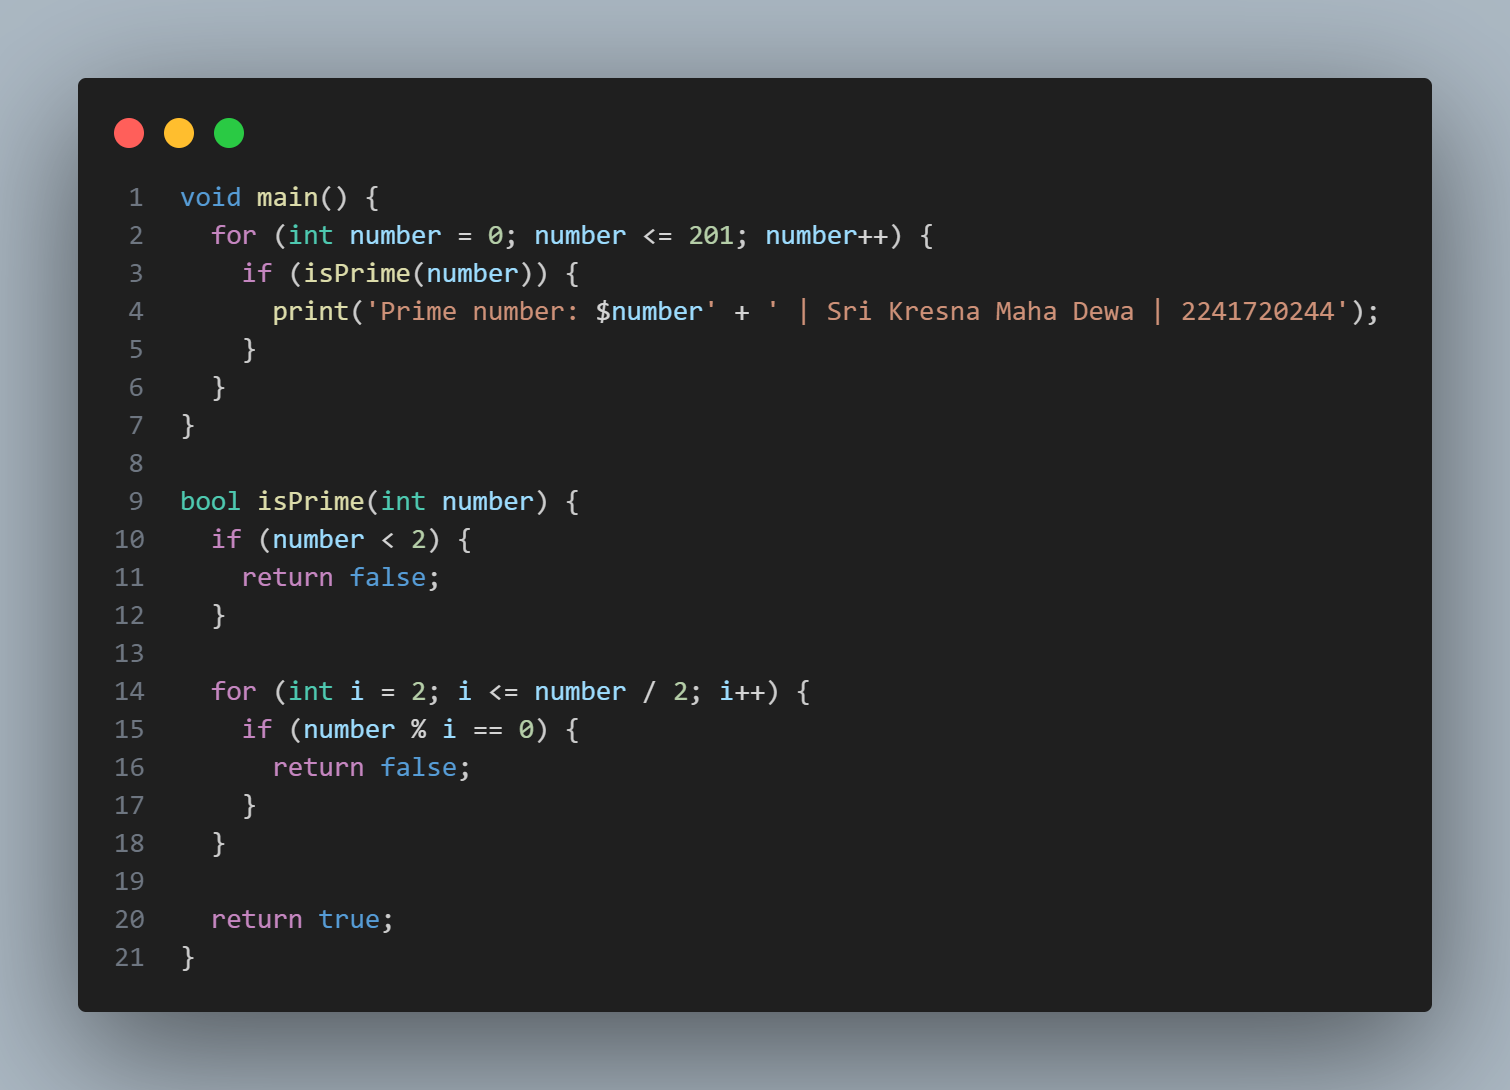 1 void main() {
2   for (int number = 0; number <= 201; number++) {
3     if (isPrime(number)) {
4       print('Prime number: $number' + ' | Sri Kresna Maha Dewa | 2241720244');
5     }
6   }
7 }
8
9 bool isPrime(int number) {
10   if (number < 2) {
11     return false;
12   }
13
14   for (int i = 2; i <= number / 2; i++) {
15     if (number % i == 0) {
16       return false;
17     }
18   }
19
20   return true;
21 }